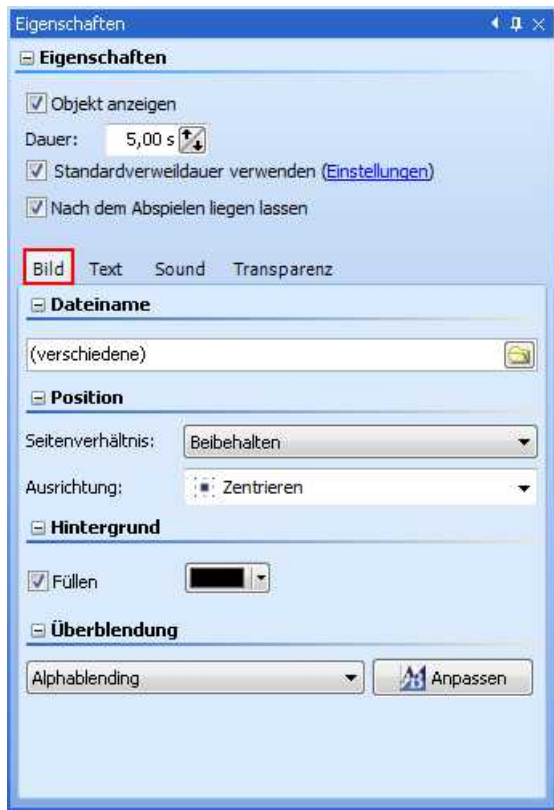 Eigenschaften
Eigenschaften
Objekt anzeigen
Dauer: 5,00 s
Standardverweildauer verwenden (Einstellungen)
Nach dem Abspielen liegen lassen
Bild Text Sound Transparenz
Dateiname
(verschiedene)
Position
Seitenverhältnis: Beibehalten
Ausrichtung: Zentrieren
Hintergrund
Füllen
Überblendung
Alphablending Anpassen